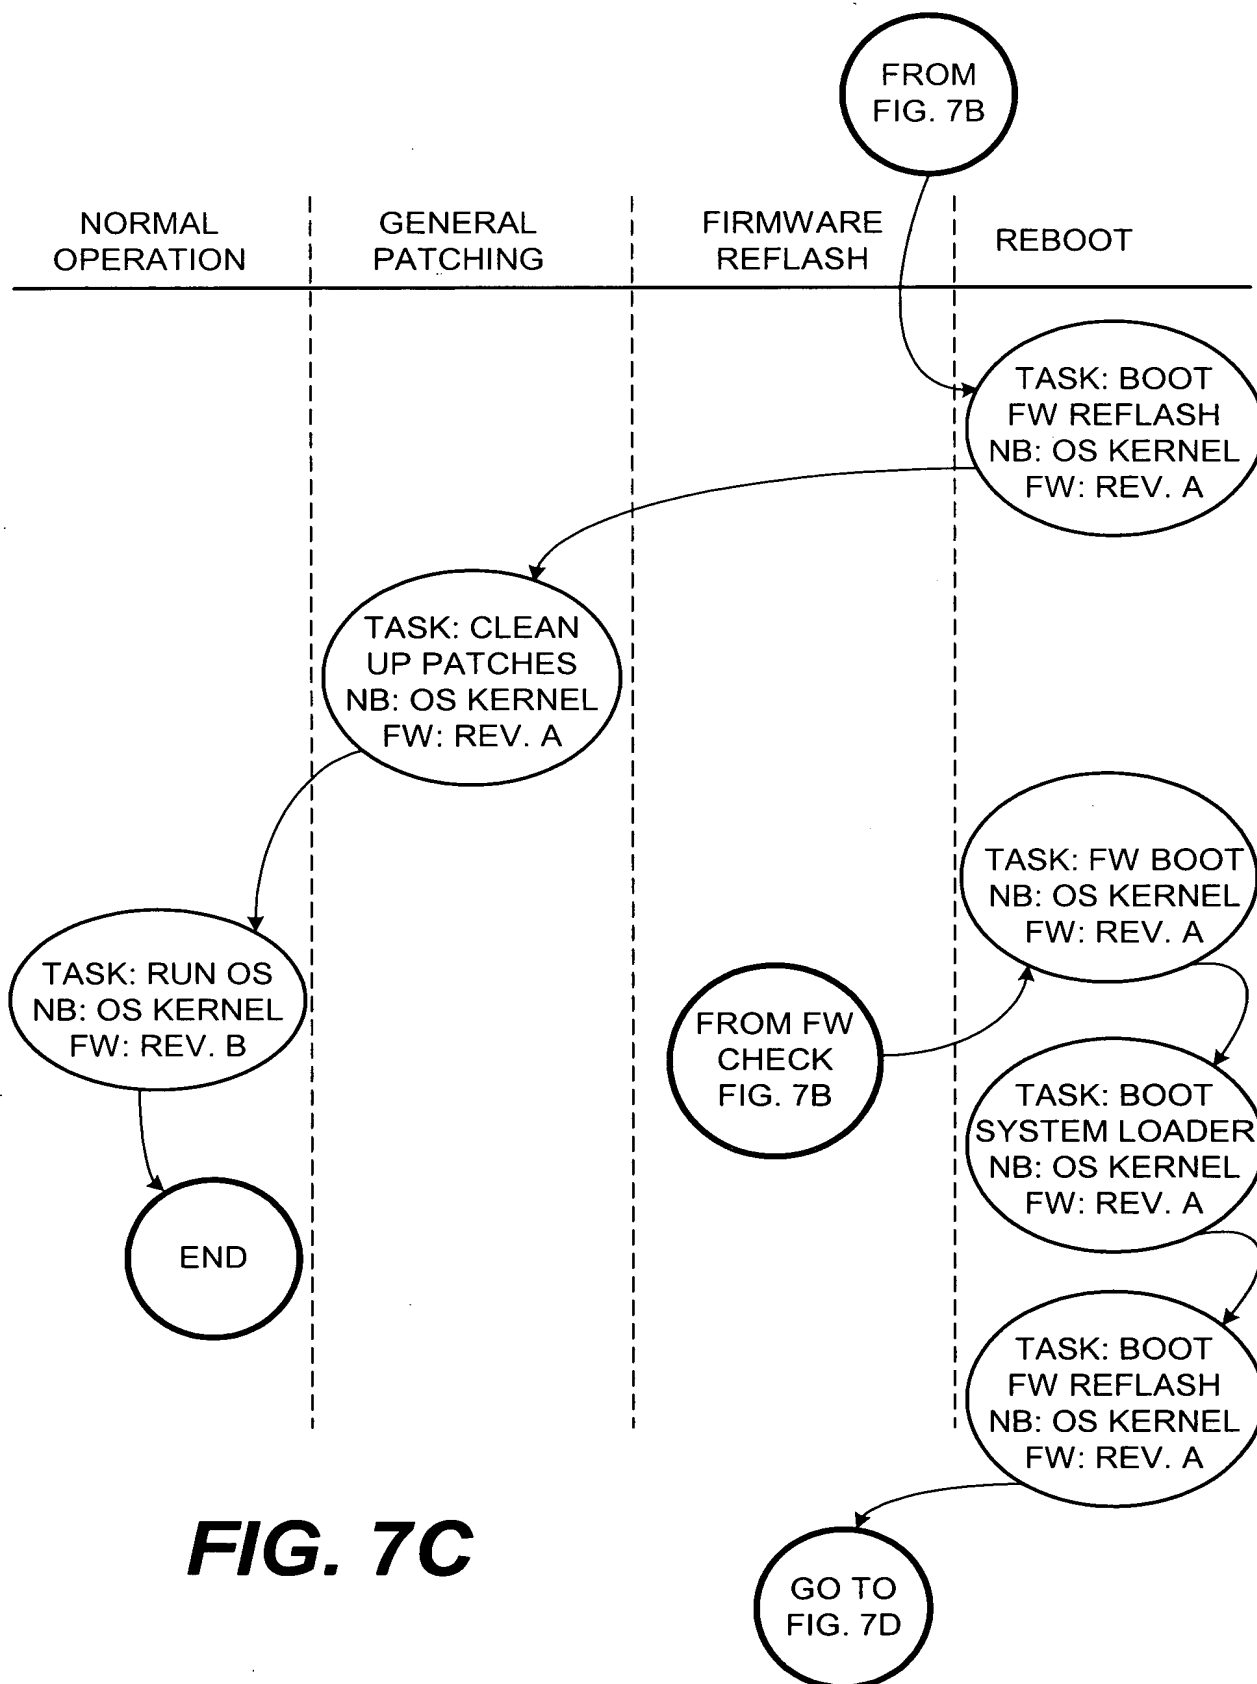 FROM
FIG. 7B
NORMAL
OPERATION
GENERAL
PATCHING
FIRMWARE
REFLASH
REBOOT
TASK: BOOT
FW REFLASH
NB: OS KERNEL
FW: REV. A
TASK: CLEAN
UP PATCHES
NB: OS KERNEL
FW: REV. A
TASK: FW BOOT
NB: OS KERNEL
FW: REV. A
TASK: RUN OS
NB: OS KERNEL
FW: REV. B
FROM FW
CHECK
FIG. 7B
TASK: BOOT
SYSTEM LOADER
NB: OS KERNEL
FW: REV. A
END
TASK: BOOT
FW REFLASH
NB: OS KERNEL
FW: REV. A
FIG. 7C
GO TO
FIG. 7D